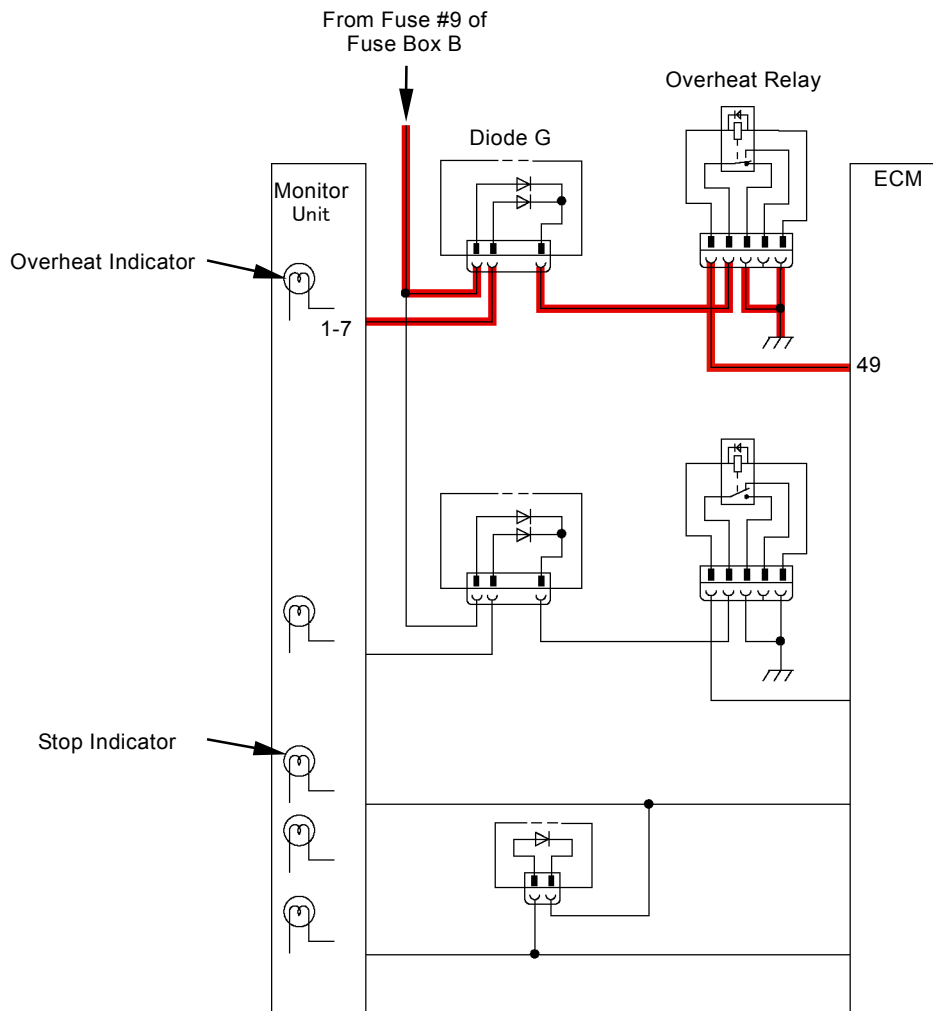 From Fuse #9 of
Fuse Box B
Overheat Relay
Diode G
Monitor
Unit
ECM
Overheat Indicator
1-7
49
Stop Indicator